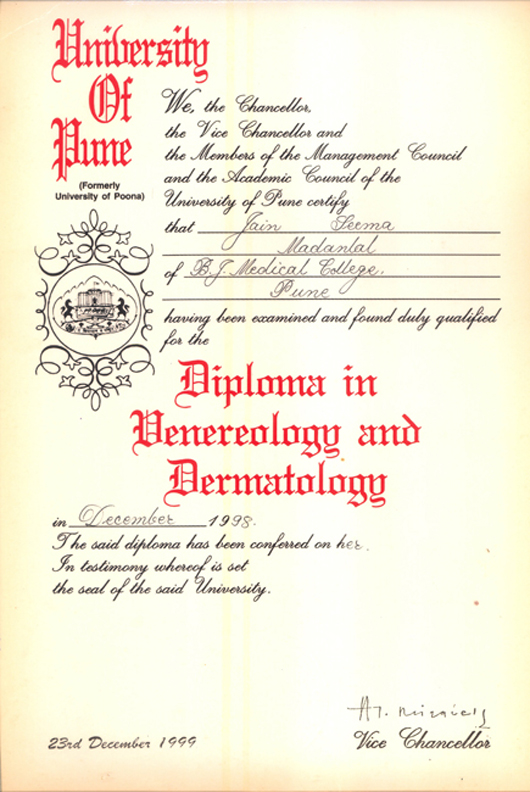 University
Of
Pune
(Formerly
University of Poona)
We, the Chancellor,
the Vice Chancellor and
the Members of the Management Council
and the Academic Council of the
University of Pune certify
that Jain Seema
Madanlal
of B.J. Medical College,
Pune
having been examined and found duly qualified
for the
Diploma in
Venereology and
Dermatology
in December 1998.
The said diploma has been conferred on her.
In testimony whereof is set
the seal of the said University.
23rd December 1999
Vice Chancellor